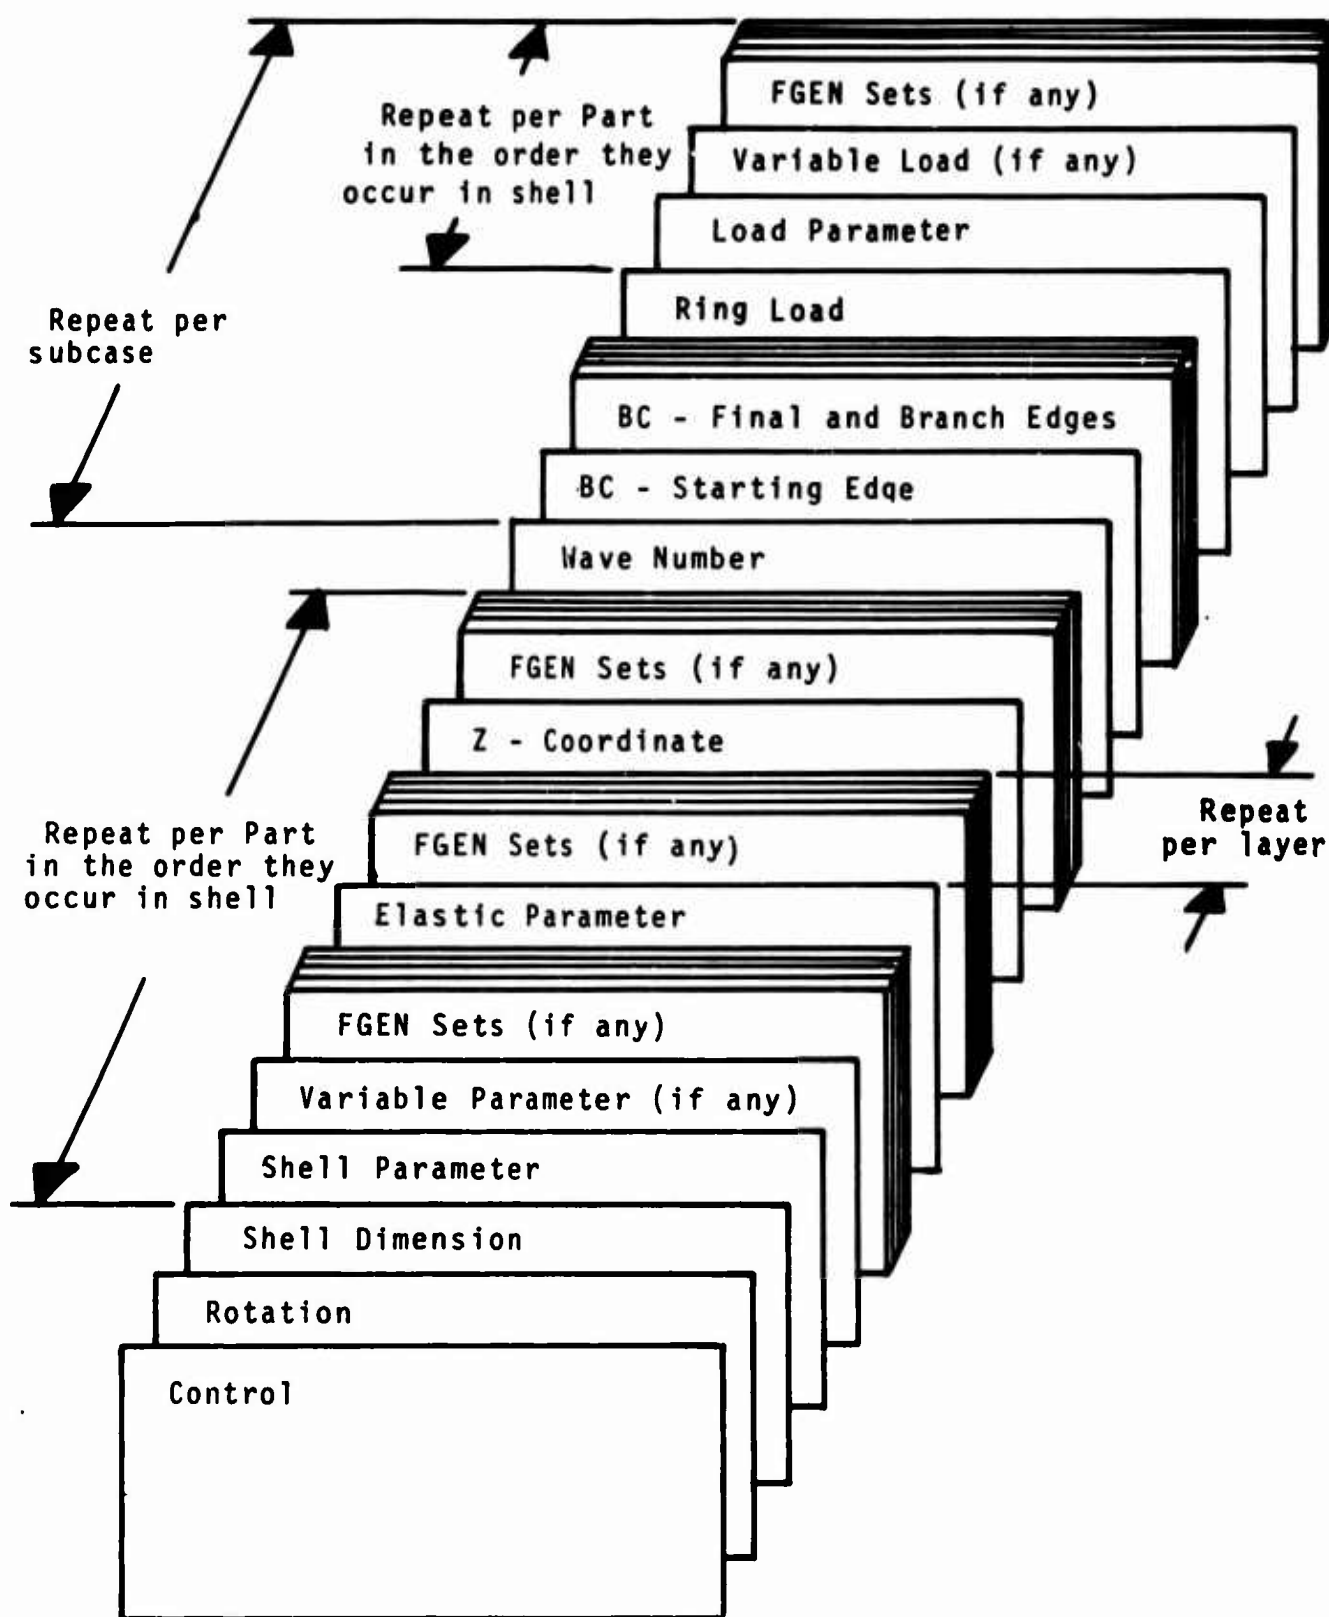 FGEN Sets (if any)
Repeat per Part
in the order they
occur in shell
Variable Load (if any)
Load Parameter
Ring Load
Repeat per
subcase
BC - Final and Branch Edges
BC - Starting Edge
Wave Number
FGEN Sets (if any)
Z - Coordinate
Repeat
per layer
Repeat per Part
in the order they
occur in shell
FGEN Sets (if any)
Elastic Parameter
FGEN Sets (if any)
Variable Parameter (if any)
Shell Parameter
Shell Dimension
Rotation
Control